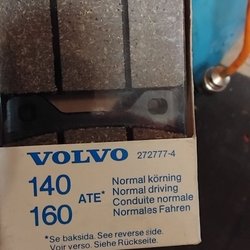 VOLVO 272777-4
140 ATE* Normal körning
Normal driving
160 Conduite normale
Normales Fahren
*Se baksida. See reverse side.
Voir verso. Siehe Rückseite.